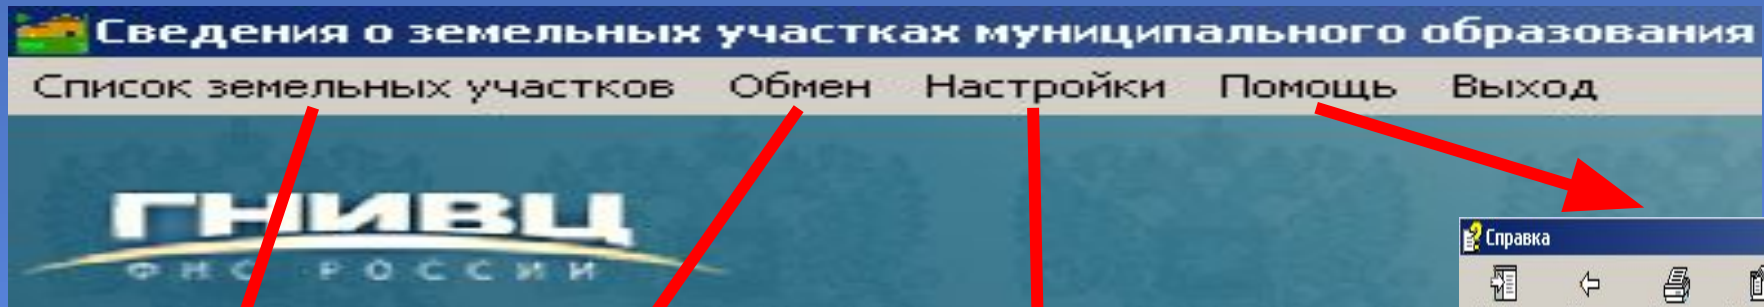 Сведения о земельных участках муниципального образования
Список земельных участков Обмен Настройки Помощь Выход
ГНИВЦ
ФНС РОССИИ
Справка